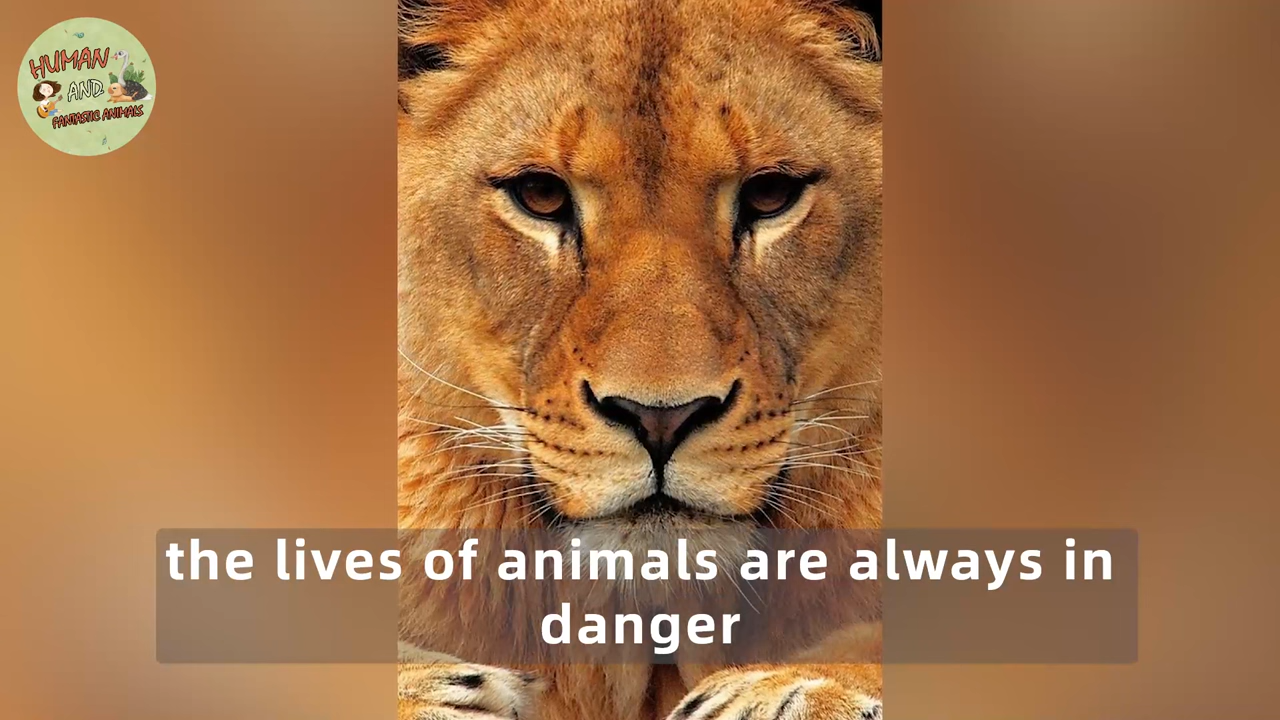 HUMAN
AND
FANTASTIC ANIMALS
the lives of animals are always in
danger